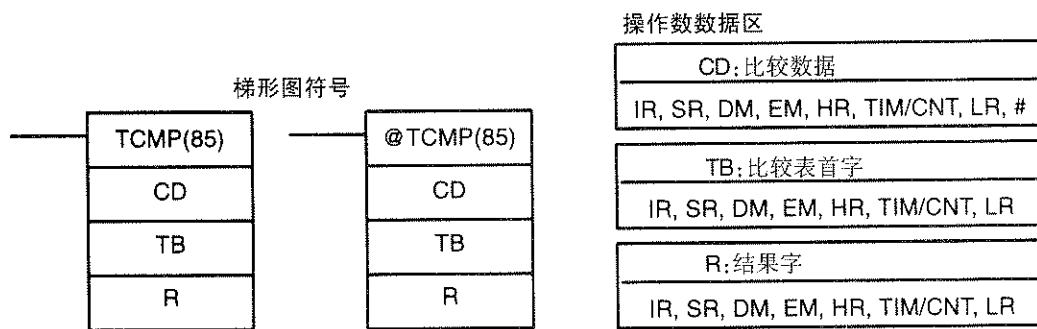 梯形图符号
TCMP(85)
CD
TB
R
@TCMP(85)
CD
TB
R
操作数数据区
CD:比较数据
IR, SR, DM, EM, HR, TIM/CNT, LR, #
TB:比较表首字
IR, SR, DM, EM, HR, TIM/CNT, LR
R:结果字
IR, SR, DM, EM, HR, TIM/CNT, LR